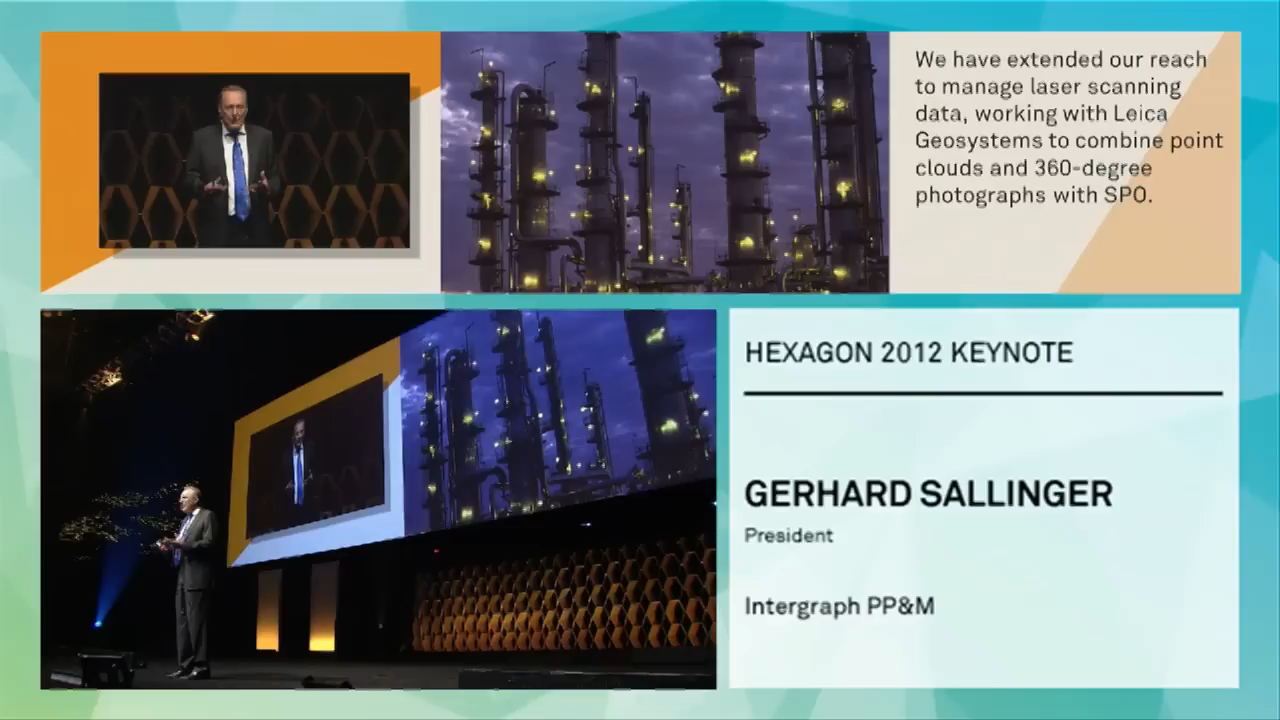 We have extended our reach
to manage laser scanning
data, working with Leica
Geosystems to combine point
clouds and 360-degree
photographs with SPO.
HEXAGON 2012 KEYNOTE
GERHARD SALLINGER
President
Intergraph PP&M